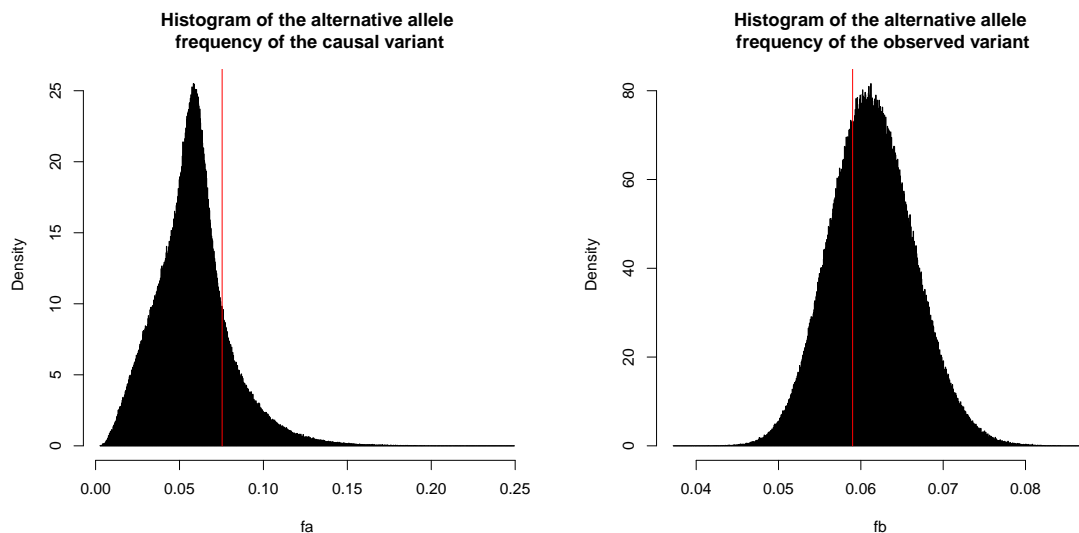 Histogram of the alternative allele
frequency of the causal variant
Density
25
20
15
10
5
0
0.00 0.05 0.10 0.15 0.20 0.25
fa
Histogram of the alternative allele
frequency of the observed variant
Density
80
60
40
20
0
0.04 0.05 0.06 0.07 0.08
fb